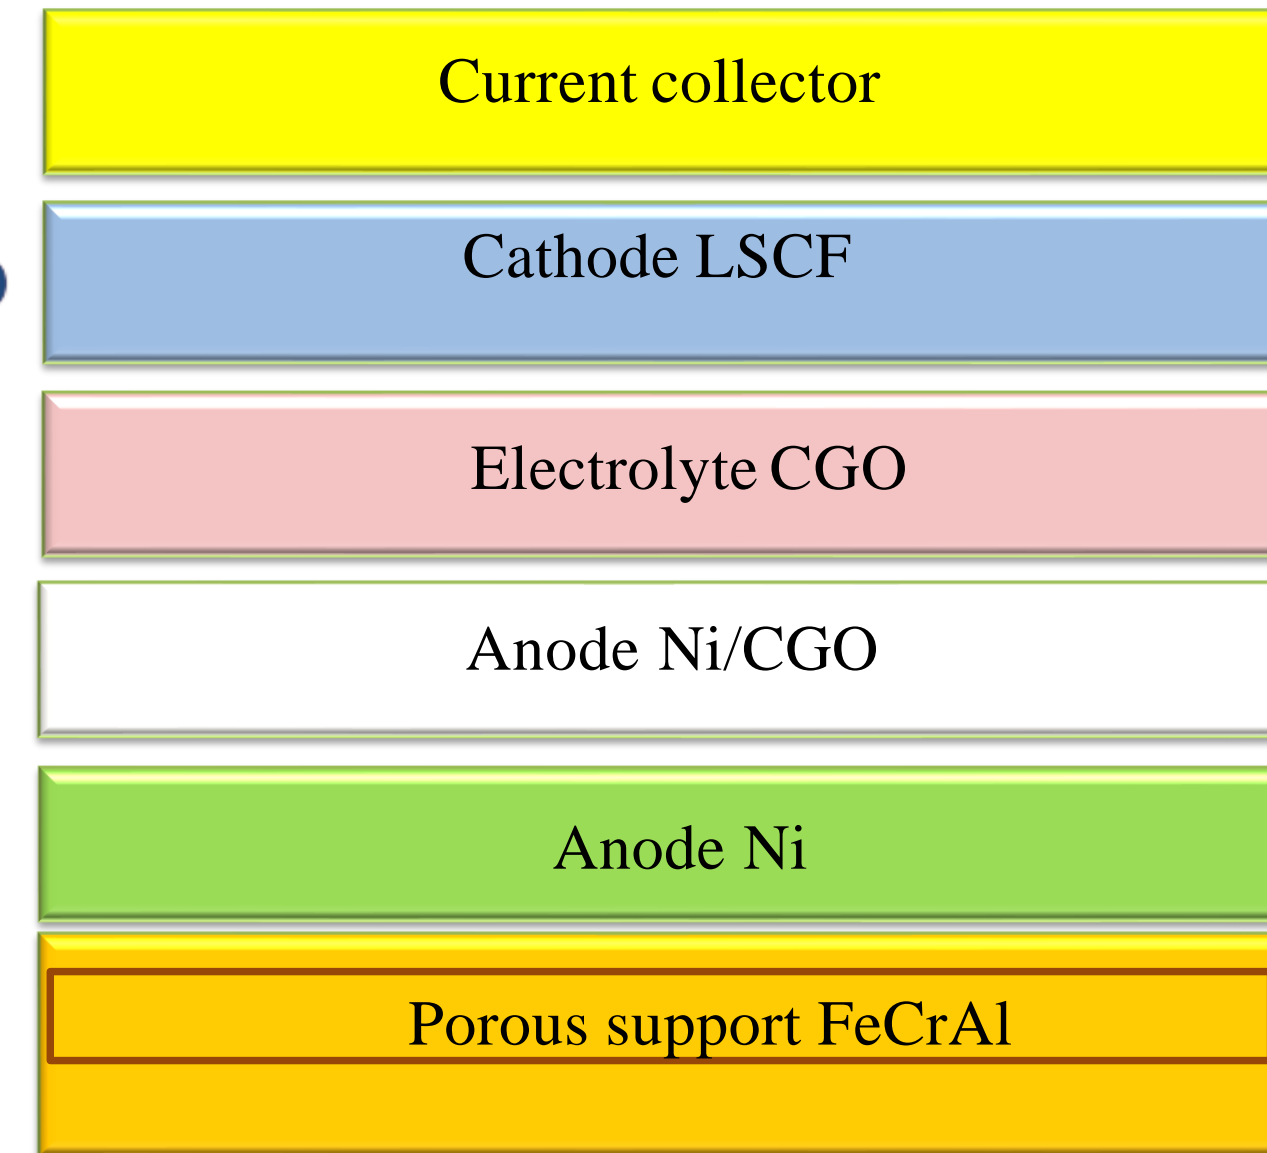 Current collector
Cathode LSCF
Electrolyte CGO
Anode Ni/CGO
Anode Ni
Porous support FeCrAl